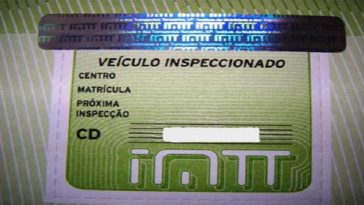 VEÍCULO INSPECCIONADO
CENTRO
MATRÍCULA
PRÓXIMA
INSPECÇÃO
CD
imtt